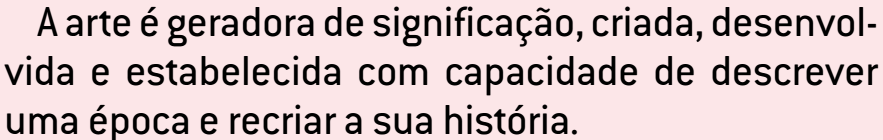 A arte é geradora de significação, criada, desenvol-
vida e estabelecida com capacidade de descrever
uma época e recriar a sua história.